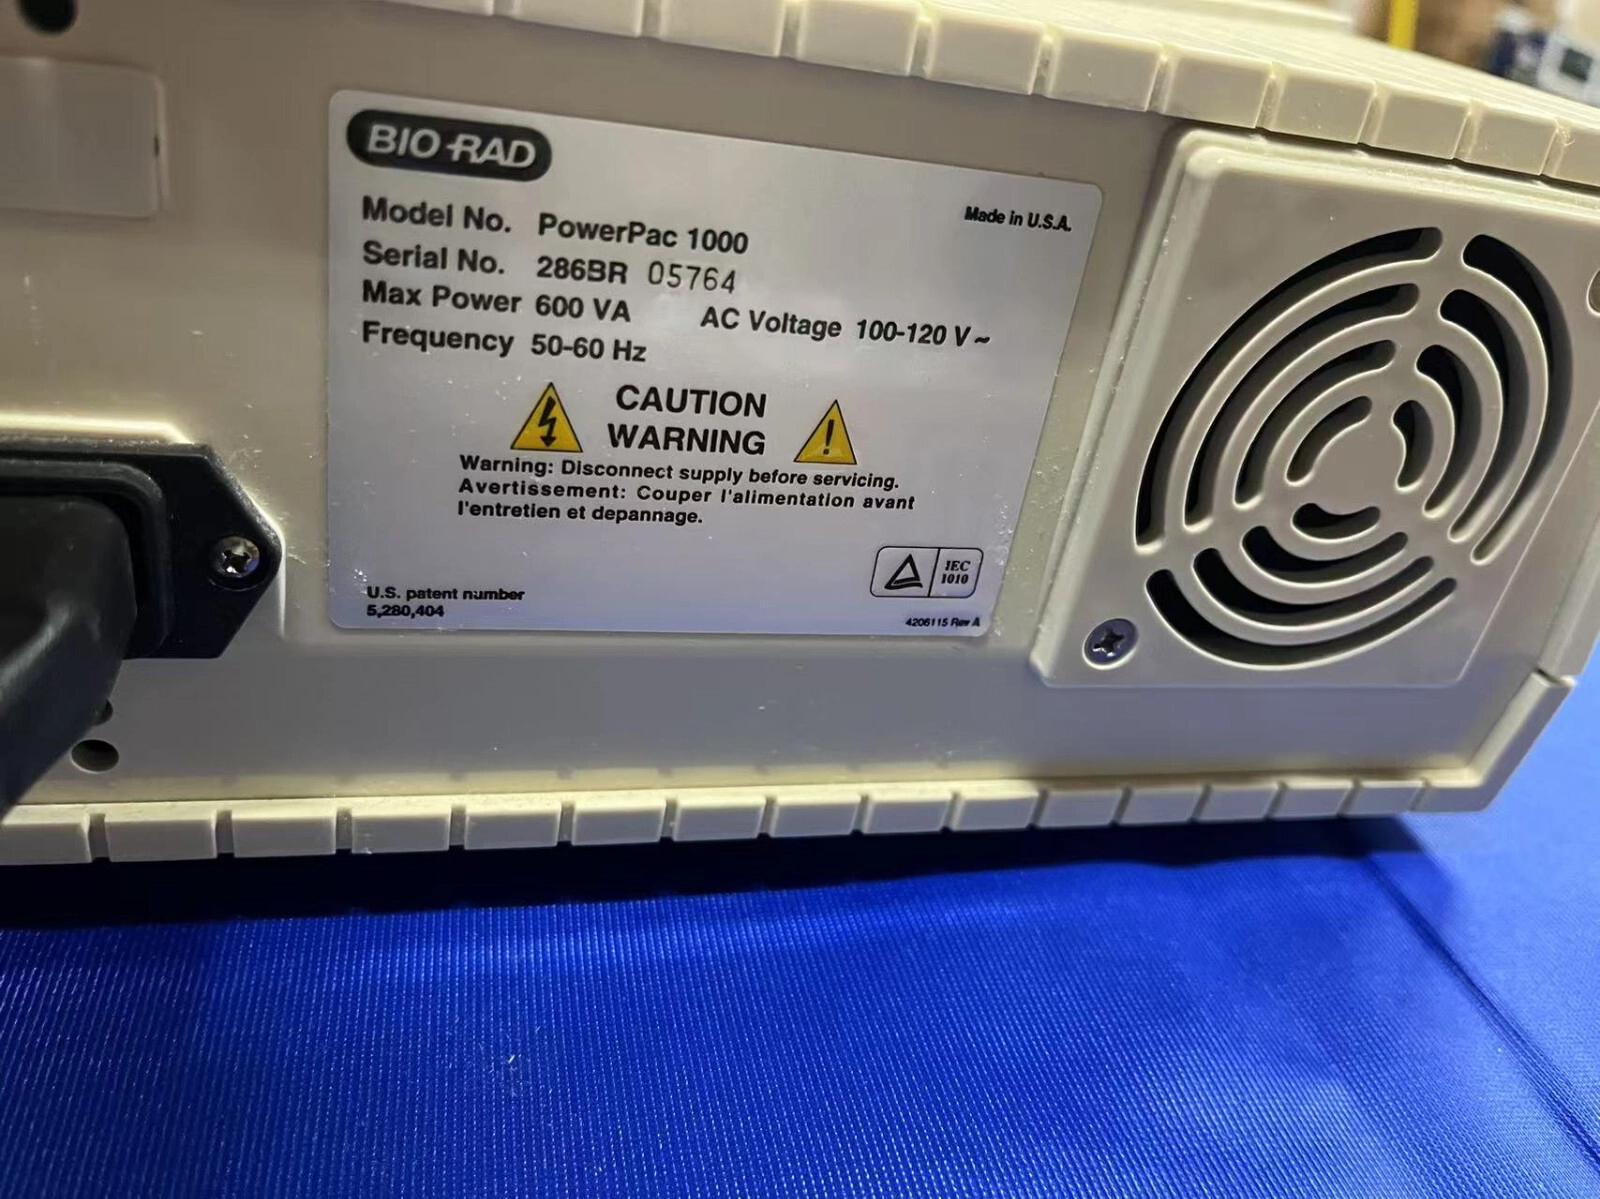 BIO-RAD
Made in U.S.A.
Model No. PowerPac 1000
Serial No. 286BR 05764
Max Power 600 VA AC Voltage 100-120 V ~
Frequency 50-60 Hz
CAUTION
WARNING
Warning: Disconnect supply before servicing.
Avertissement: Couper l'alimentation avant
l'entretien et depannage.
IEC
1010
U.S. patent number
5,280,404
4206115 Rev A